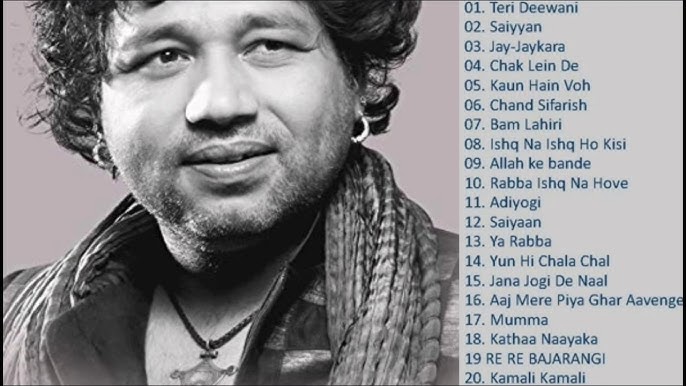 01. Teri Deewani
02. Saiyyan
03. Jay-Jaykara
04. Chak Lein De
05. Kaun Hain Voh
06. Chand Sifarish
07. Bam Lahiri
08. Ishq Na Ishq Ho Kisi
09. Allah ke bande
10. Rabba Ishq Na Hove
11. Adiyogi
12. Saiyaan
13. Ya Rabba
14. Yun Hi Chala Chal
15. Jana Jogi De Naal
16. Aaj Mere Piya Ghar Aavenge
17. Mumma
18. Kathaa Naayaka
19 RE RE BAJARANGI
20. Kamali Kamali